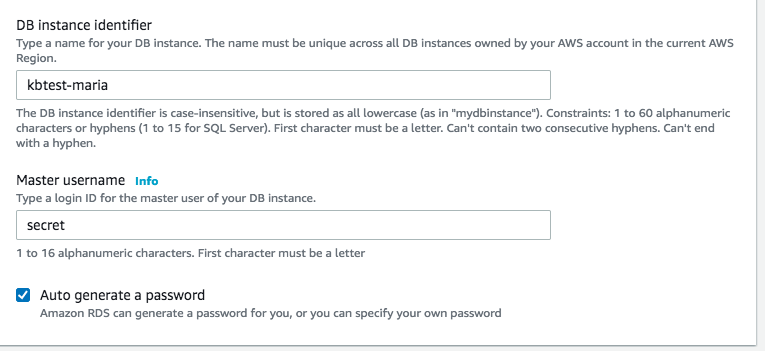 DB instance identifier
Type a name for your DB instance. The name must be unique across all DB instances owned by your AWS account in the current AWS
Region.
kbtest-maria
The DB instance identifier is case-insensitive, but is stored as all lowercase (as in "mydbinstance"). Constraints: 1 to 60 alphanumeric
characters or hyphens (1 to 15 for SQL Server). First character must be a letter. Can't contain two consecutive hyphens. Can't end
with a hyphen.
Master username Info
Type a login ID for the master user of your DB instance.
secret
1 to 16 alphanumeric characters. First character must be a letter
Auto generate a password
Amazon RDS can generate a password for you, or you can specify your own password